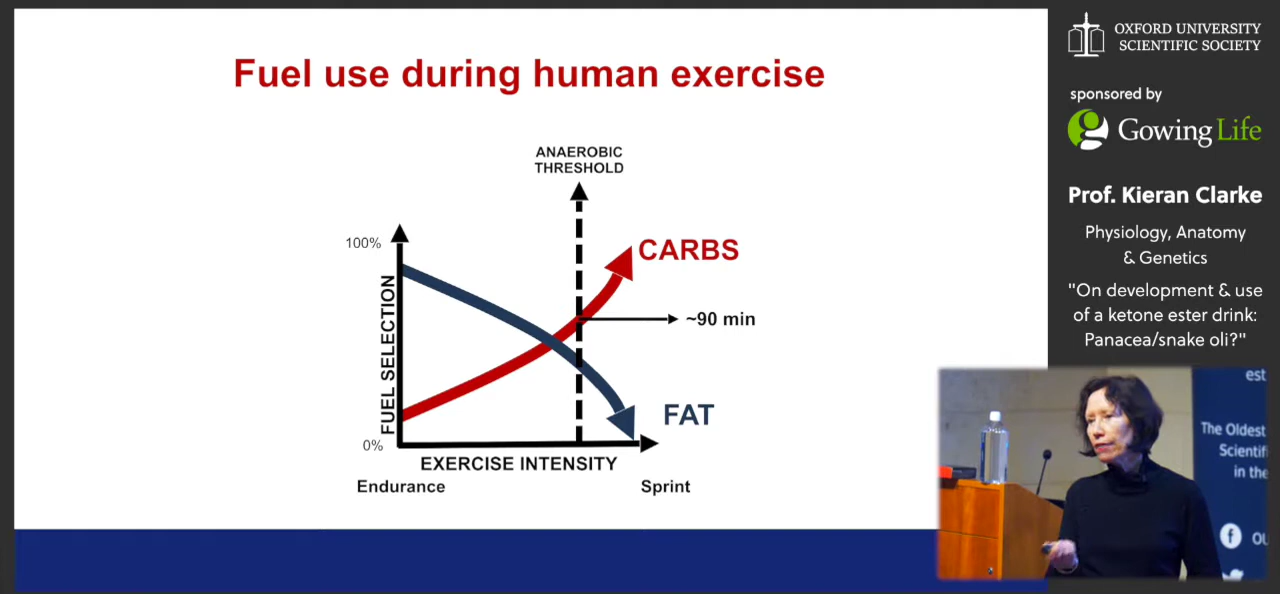 Fuel use during human exercise
ANAEROBIC
THRESHOLD
100%
CARBS
FUEL SELECTION
~90 min
FAT
0%
EXERCISE INTENSITY
Endurance
Sprint
OXFORD UNIVERSITY
SCIENTIFIC SOCIETY
sponsored by
Gowing Life
Prof. Kieran Clarke
Physiology, Anatomy
& Genetics
"On development & use
of a ketone ester drink:
Panacea/snake oli?"
est
The Oldest
Scientif
in the